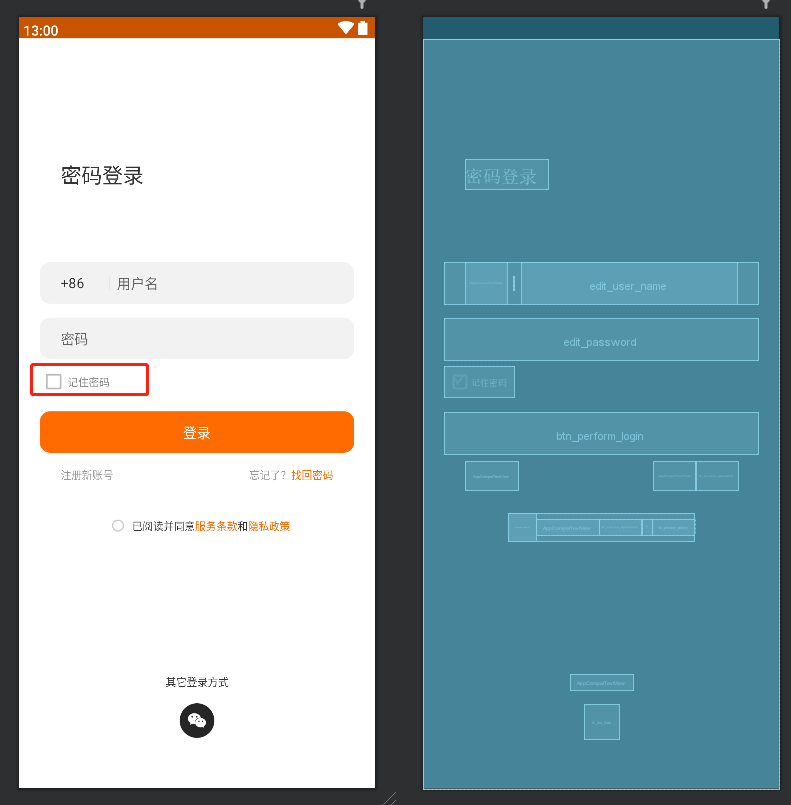 13:00
密码登录
+86 用户名
密码
记住密码
登录
注册新账号 忘记了? 找回密码
已阅读并同意服务条款和隐私政策
其它登录方式
密码登录
edit_user_name
edit_password
记住密码
btn_perform_login
AppCompatTextView
AppCompatTextView
AppCompatTextView